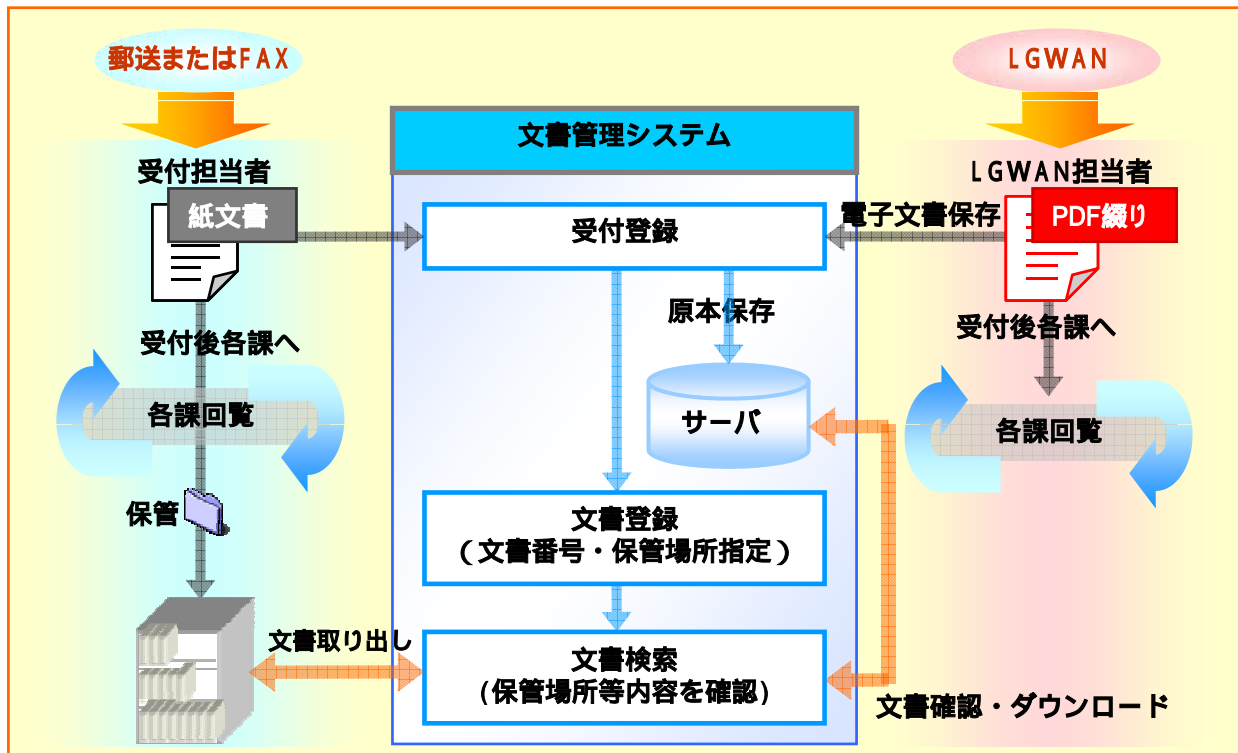 郵送またはFAX
LGWAN
文書管理システム
受付担当者
LGWAN担当者
紙文書
PDF綴り
受付登録
電子文書保存
原本保存
受付後各課へ
受付後各課へ
各課回覧
サーバ
各課回覧
保管
文書登録
（文書番号・保管場所指定）
文書取り出し
文書検索
(保管場所等内容を確認)
文書確認・ダウンロード